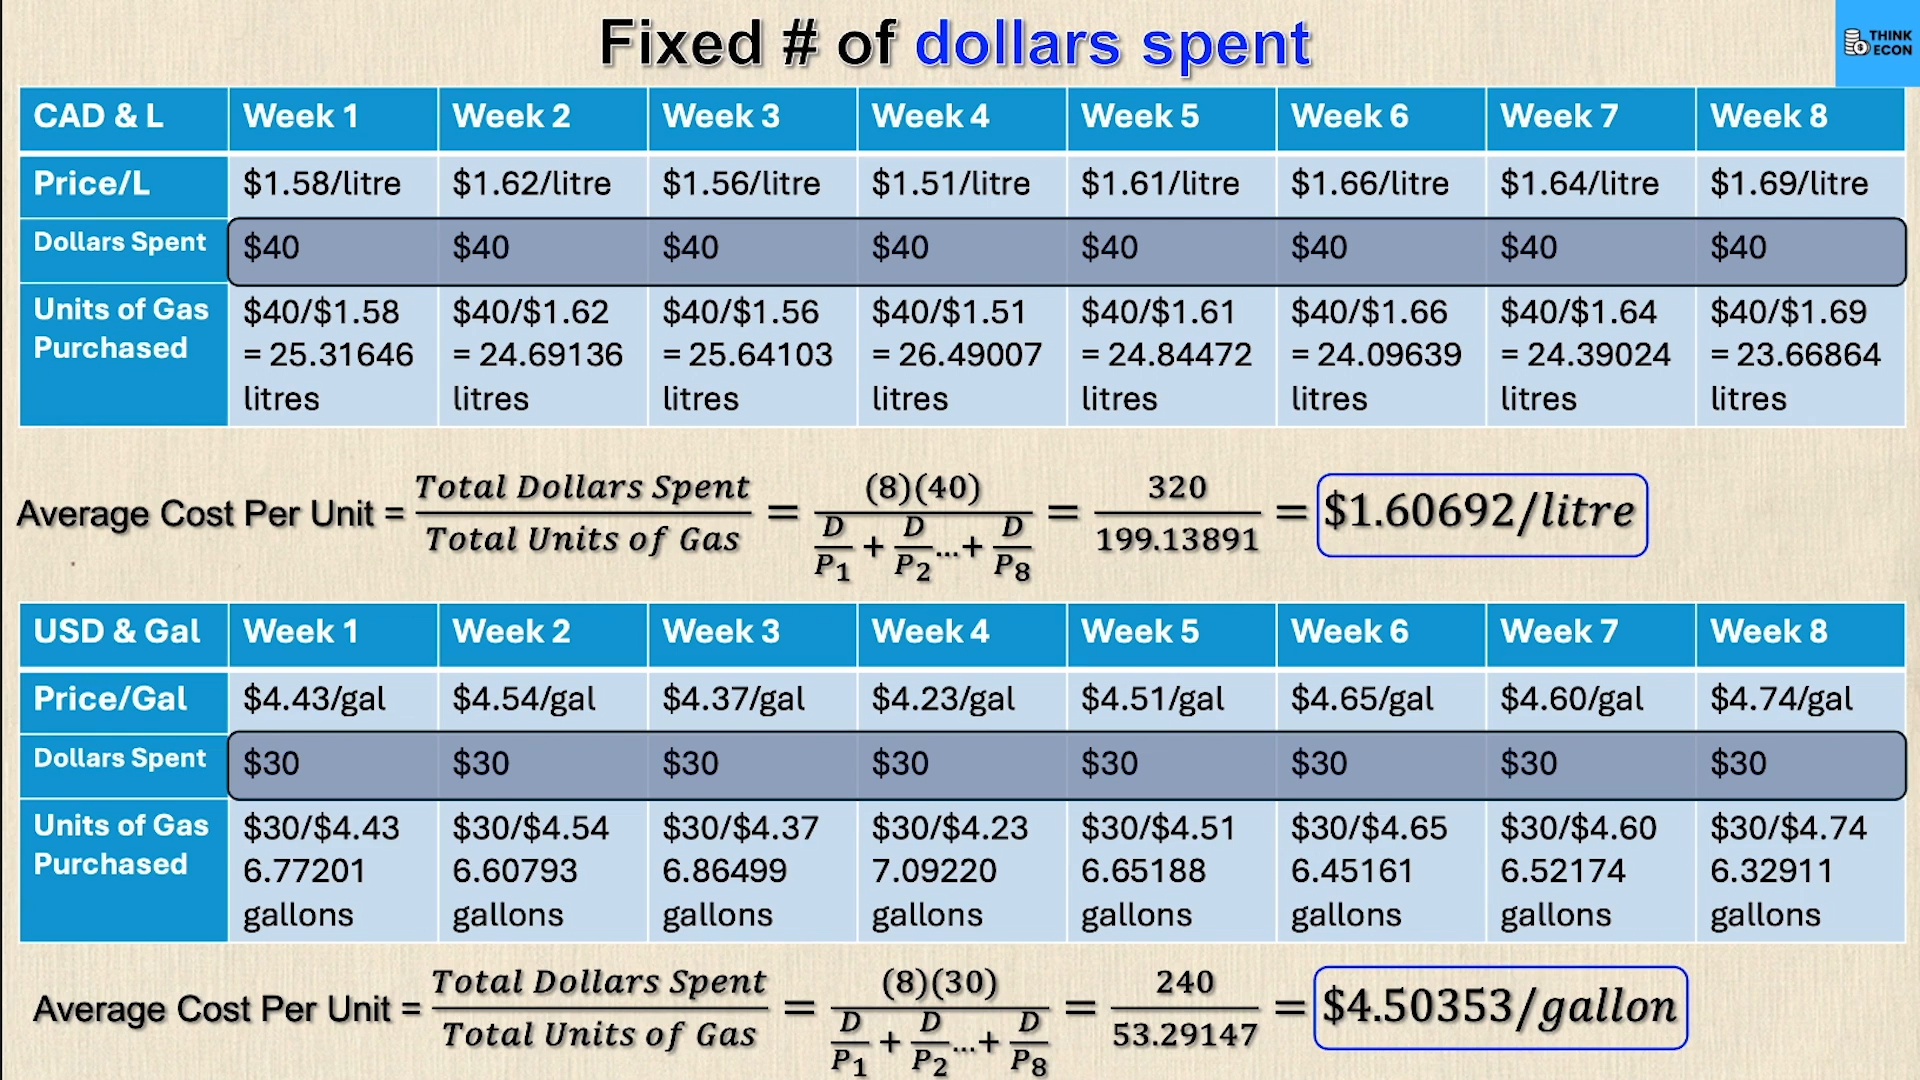 Fixed # of dollars spent
THINK
ECON
CAD & L Week 1 Week 2 Week 3 Week 4 Week 5 Week 6 Week 7 Week 8
Price/L $1.58/litre $1.62/litre $1.56/litre $1.51/litre $1.61/litre $1.66/litre $1.64/litre $1.69/litre
Dollars Spent $40 $40 $40 $40 $40 $40 $40 $40
Units of Gas $40/$1.58 $40/$1.62 $40/$1.56 $40/$1.51 $40/$1.61 $40/$1.66 $40/$1.64 $40/$1.69
Purchased = 25.31646 = 24.69136 = 25.64103 = 26.49007 = 24.84472 = 24.09639 = 24.39024 = 23.66864
litres litres litres litres litres litres litres litres
Total Dollars Spent (8)(40) 320
Average Cost Per Unit = = = = $1.60692/litre
Total Units of Gas D/P1 + D/P2 ...+ D/P8 199.13891
USD & Gal Week 1 Week 2 Week 3 Week 4 Week 5 Week 6 Week 7 Week 8
Price/Gal $4.43/gal $4.54/gal $4.37/gal $4.23/gal $4.51/gal $4.65/gal $4.60/gal $4.74/gal
Dollars Spent $30 $30 $30 $30 $30 $30 $30 $30
Units of Gas $30/$4.43 $30/$4.54 $30/$4.37 $30/$4.23 $30/$4.51 $30/$4.65 $30/$4.60 $30/$4.74
Purchased 6.77201 6.60793 6.86499 7.09220 6.65188 6.45161 6.52174 6.32911
gallons gallons gallons gallons gallons gallons gallons gallons
Total Dollars Spent (8)(30) 240
Average Cost Per Unit = = = = $4.50353/gallon
Total Units of Gas D/P1 + D/P2 ...+ D/P8 53.29147